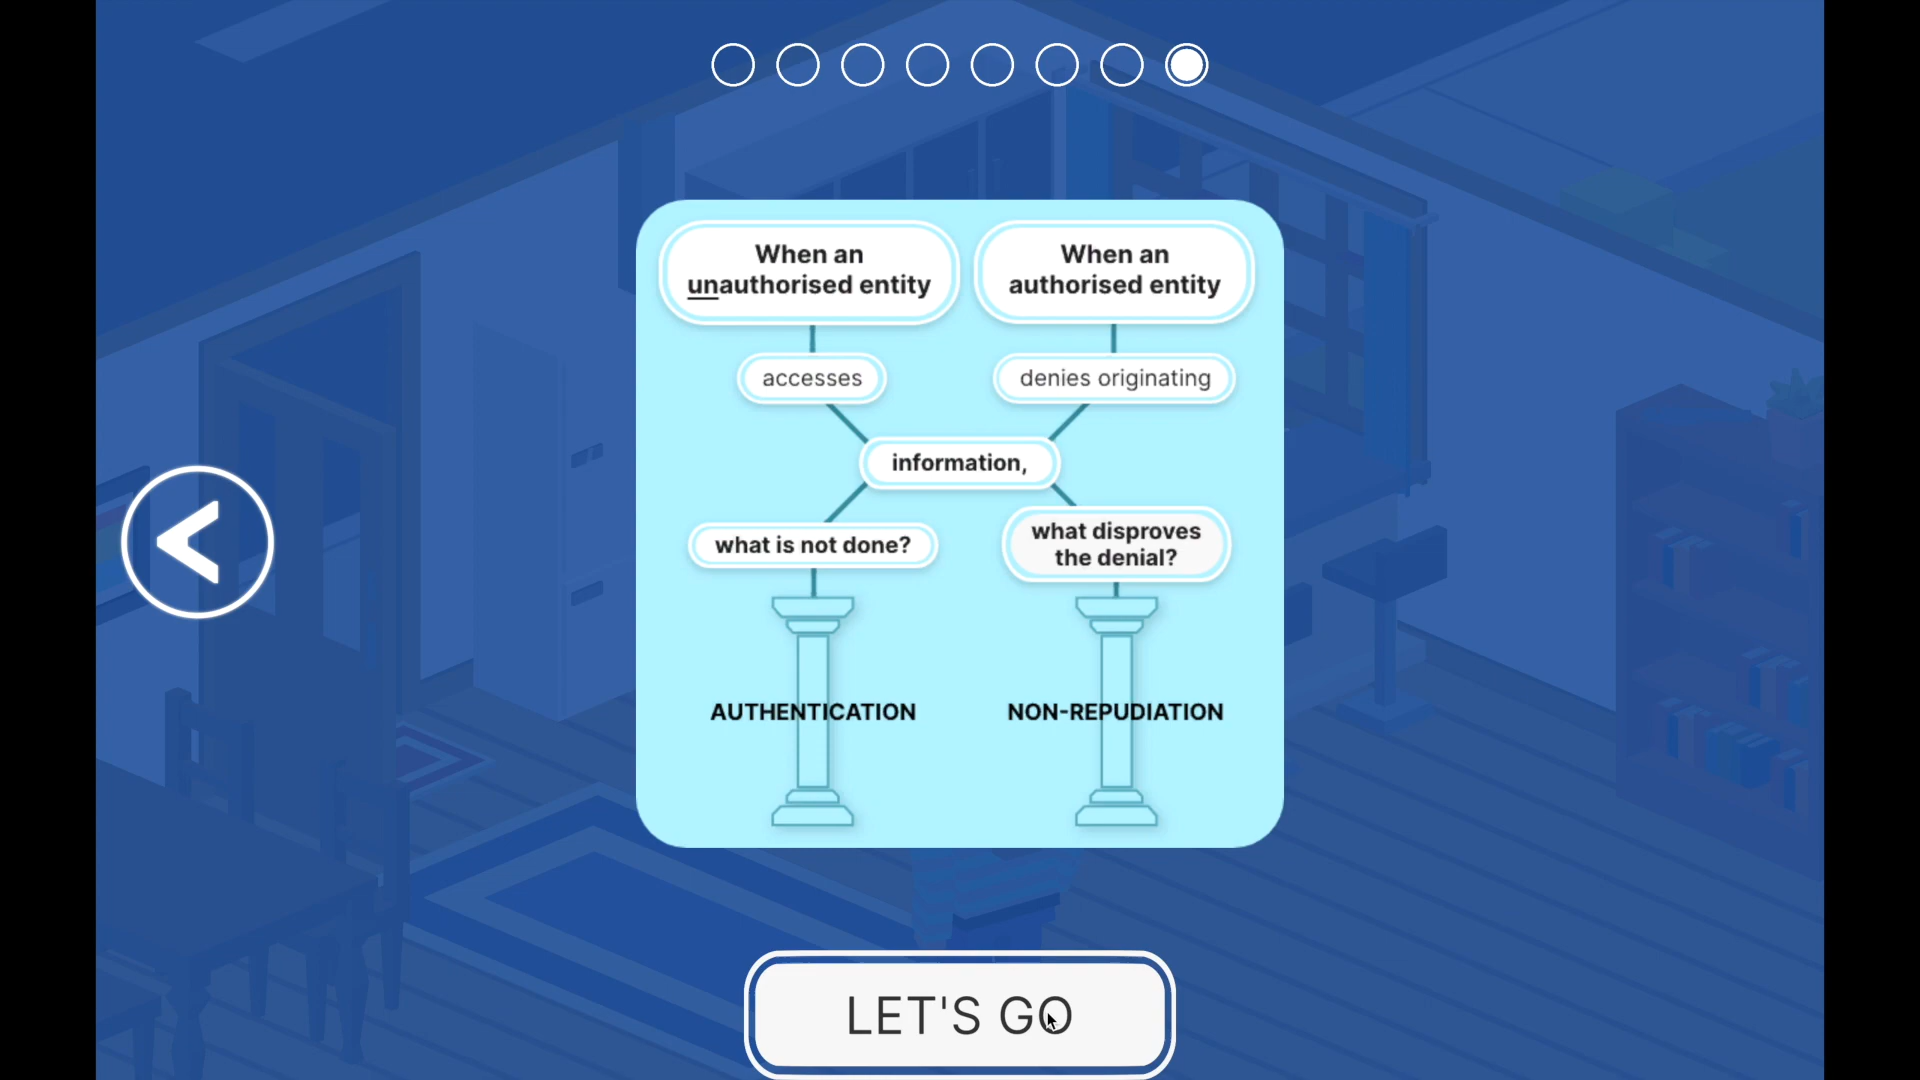 When an
unauthorised entity
When an
authorised entity
accesses
denies originating
information,
what is not done?
what disproves
the denial?
AUTHENTICATION
NON-REPUDIATION
LET'S GO